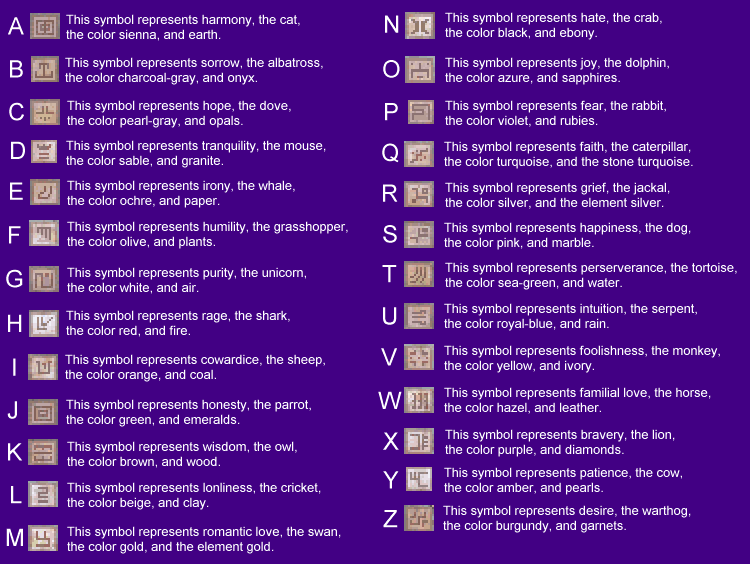 A This symbol represents harmony, the cat,
the color sienna, and earth.
B This symbol represents sorrow, the albatross,
the color charcoal-gray, and onyx.
C This symbol represents hope, the dove,
the color pearl-gray, and opals.
D This symbol represents tranquility, the mouse,
the color sable, and granite.
E This symbol represents irony, the whale,
the color ochre, and paper.
F This symbol represents humility, the grasshopper,
the color olive, and plants.
G This symbol represents purity, the unicorn,
the color white, and air.
H This symbol represents rage, the shark,
the color red, and fire.
I This symbol represents cowardice, the sheep,
the color orange, and coal.
J This symbol represents honesty, the parrot,
the color green, and emeralds.
K This symbol represents wisdom, the owl,
the color brown, and wood.
L This symbol represents lonliness, the cricket,
the color beige, and clay.
M This symbol represents romantic love, the swan,
the color gold, and the element gold.
N This symbol represents hate, the crab,
the color black, and ebony.
O This symbol represents joy, the dolphin,
the color azure, and sapphires.
P This symbol represents fear, the rabbit,
the color violet, and rubies.
Q This symbol represents faith, the caterpillar,
the color turquoise, and the stone turquoise.
R This symbol represents grief, the jackal,
the color silver, and the element silver.
S This symbol represents happiness, the dog,
the color pink, and marble.
T This symbol represents perserverance, the tortoise,
the color sea-green, and water.
U This symbol represents intuition, the serpent,
the color royal-blue, and rain.
V This symbol represents foolishness, the monkey,
the color yellow, and ivory.
W This symbol represents familial love, the horse,
the color hazel, and leather.
X This symbol represents bravery, the lion,
the color purple, and diamonds.
Y This symbol represents patience, the cow,
the color amber, and pearls.
Z This symbol represents desire, the warthog,
the color burgundy, and garnets.